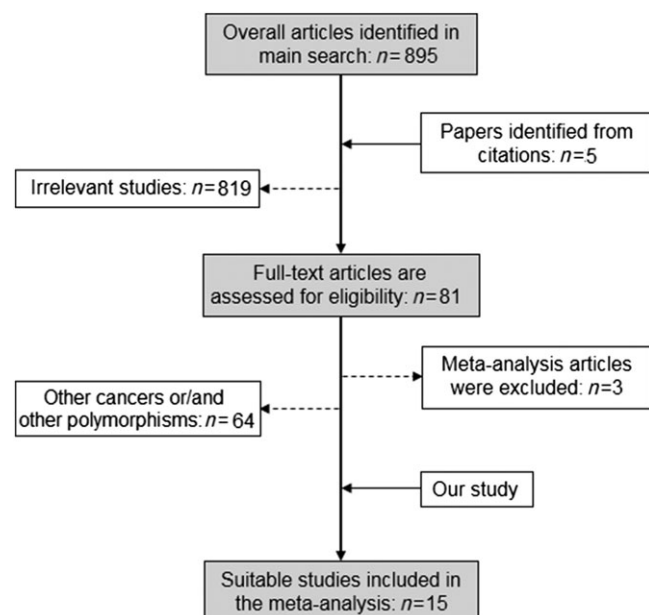 Overall articles identified in
main search: n=895
Papers identified from
citations: n=5
Irrelevant studies: n=819
Full-text articles are
assessed for eligibility: n=81
Meta-analysis articles
were excluded: n=3
Other cancers or/and
other polymorphisms: n=64
Our study
Suitable studies included in
the meta-analysis: n=15